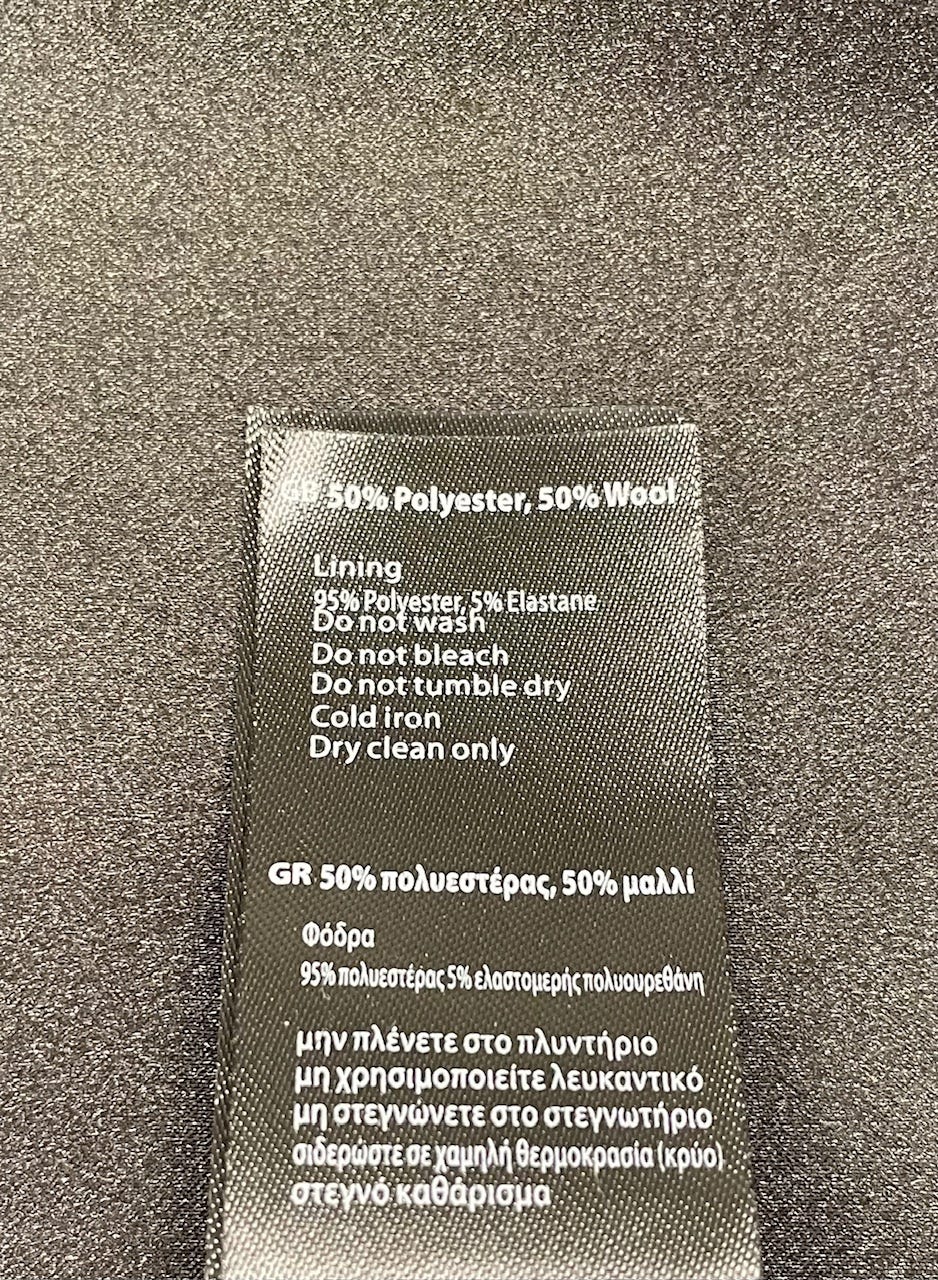 GB 50% Polyester, 50% Wool
Lining
95% Polyester, 5% Elastane
Do not wash
Do not bleach
Do not tumble dry
Cold iron
Dry clean only
GR 50% πολυεστέρας, 50% μαλλί
Φόδρα
95% πολυεστέρας 5% ελαστομερής πολυουρεθάνη
μην πλένετε στο πλυντήριο
μη χρησιμοποιείτε λευκαντικό
μη στεγνώνετε στο στεγνωτήριο
σιδερώστε σε χαμηλή θερμοκρασία (κρύο)
στεγνό καθάρισμα